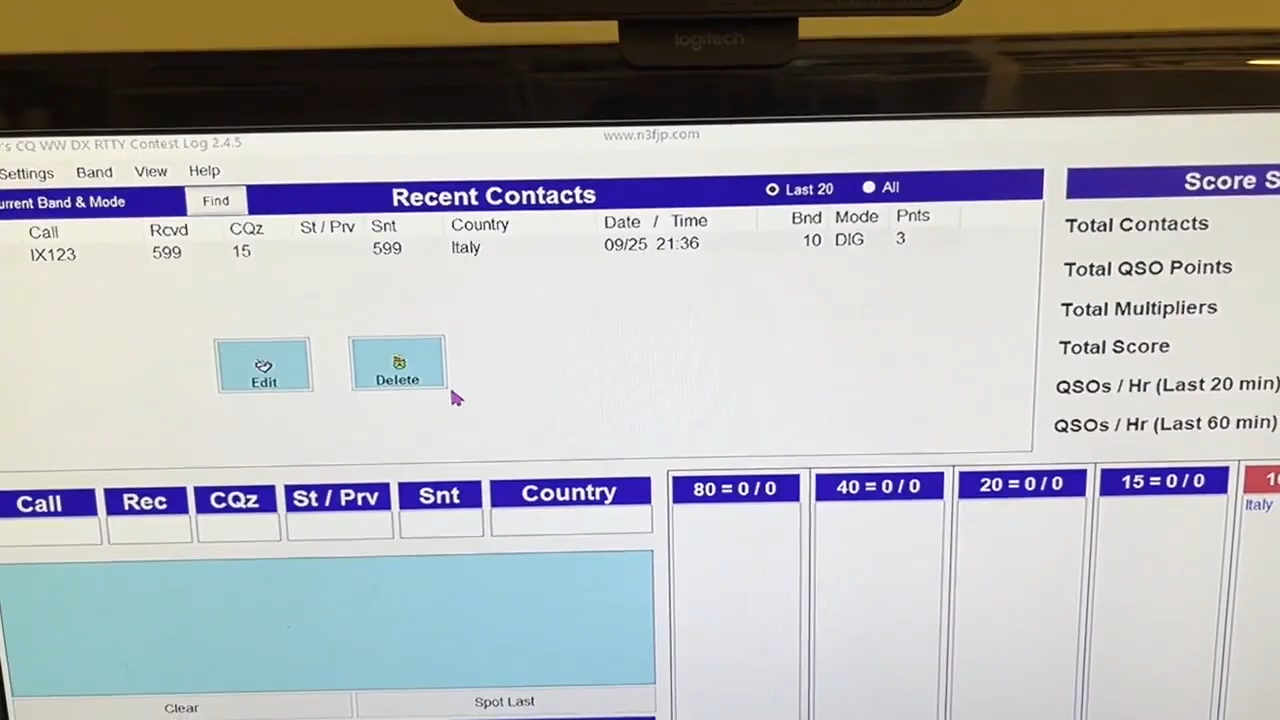 logitech
's CQ WW DX RTTY Contest Log 2.4.5 www.n3fjp.com
Settings Band View Help
urrent Band & Mode Find Recent Contacts Last 20 All Score S
Call Rcvd CQz St / Prv Snt Country Date / Time Bnd Mode Pnts
IX123 599 15 599 Italy 09/25 21:36 10 DIG 3
Total Contacts
Total QSO Points
Total Multipliers
Total Score
QSOs / Hr (Last 20 min)
QSOs / Hr (Last 60 min)
Edit Delete
Call Rec CQz St / Prv Snt Country
80 = 0 / 0 40 = 0 / 0 20 = 0 / 0 15 = 0 / 0
Italy
Clear Spot Last